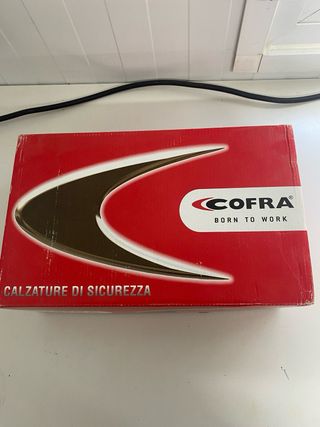 COFRA®
BORN TO WORK
CALZATURE DI SICUREZZA